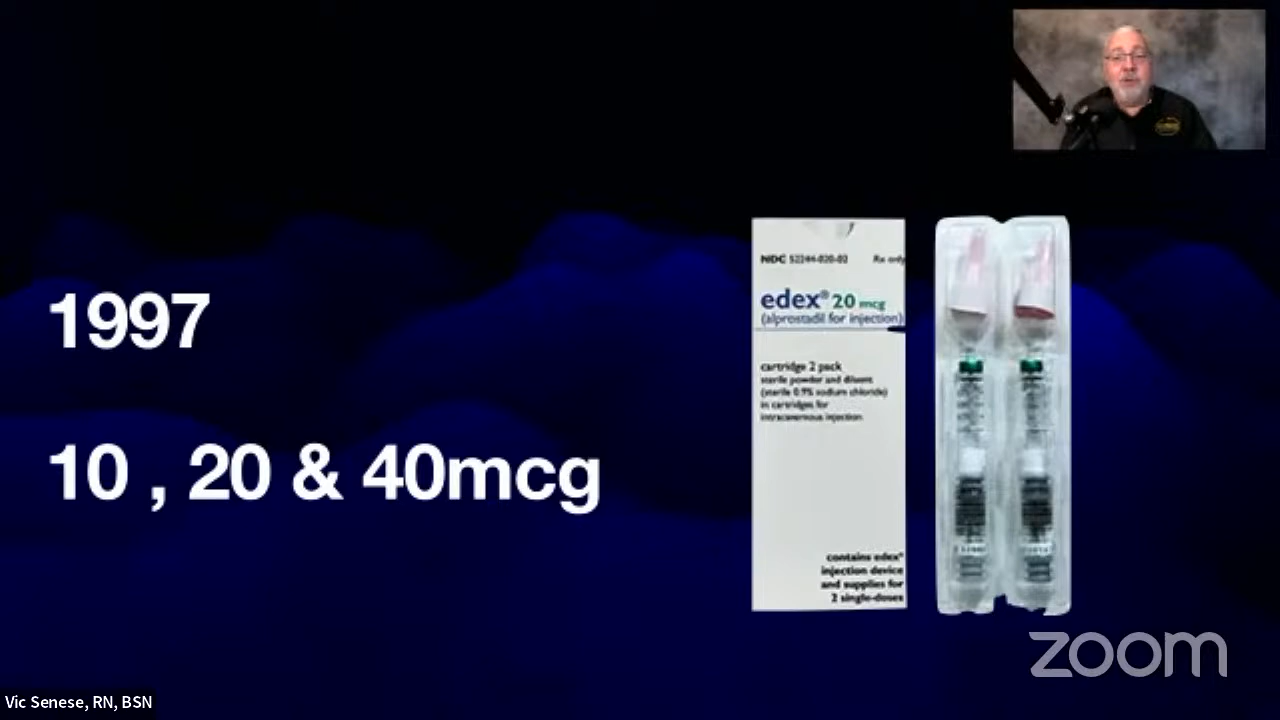 1997
10 , 20 & 40mcg
NDC 52244-020-02 Rx only
edex® 20 mcg
(alprostadil for injection)
cartridge 2 pack
sterile powder and diluent
(sterile 0.9% sodium chloride)
in cartridges for
intracavernous injection
contains edex®
injection device
and supplies for
2 single-doses
zoom
Vic Senese, RN, BSN